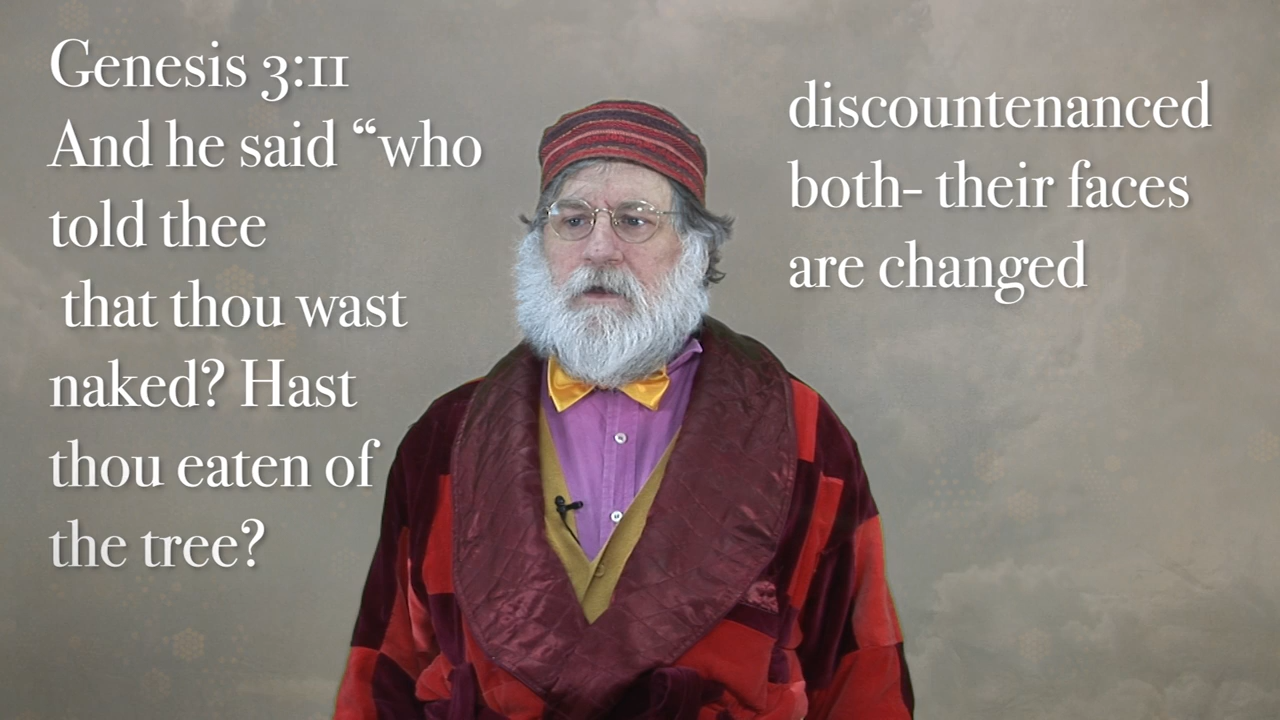 Genesis 3:11
And he said “who
told thee
that thou wast
naked? Hast
thou eaten of
the tree?
discountenanced
both- their faces
are changed